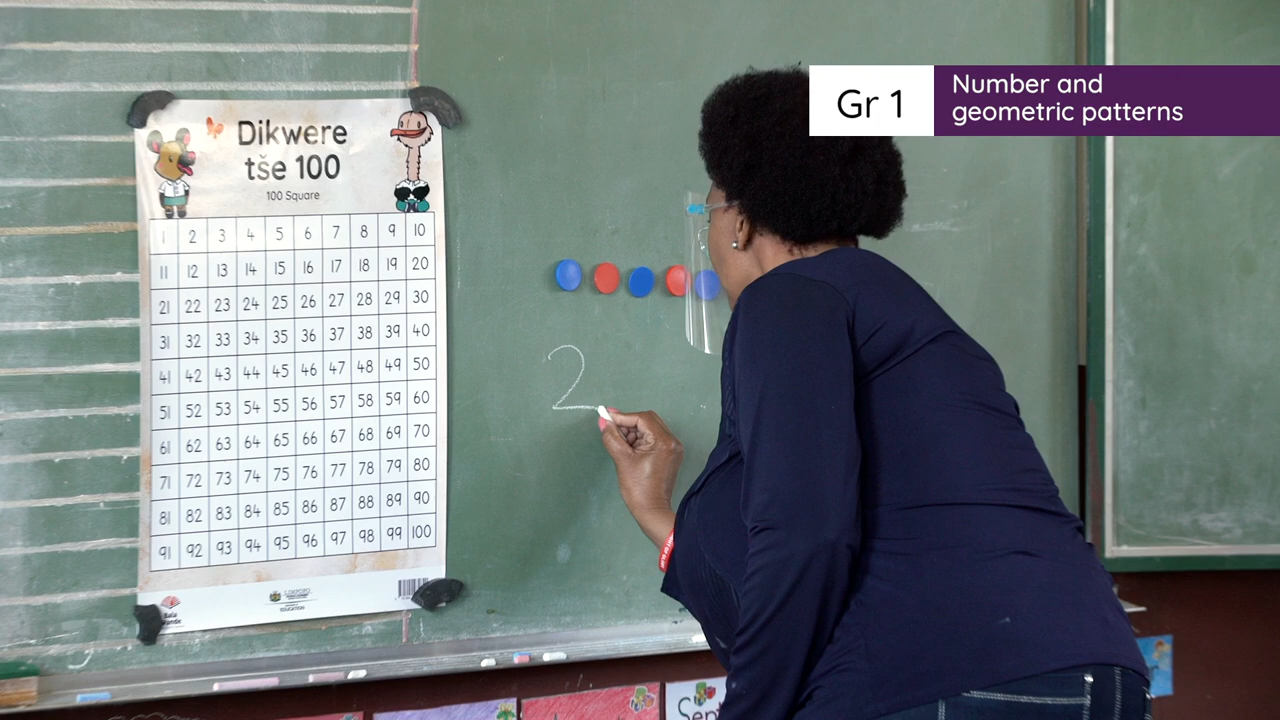 Gr 1
Number and
geometric patterns
Dikwere
tše 100
100 Square
1 2 3 4 5 6 7 8 9 10
11 12 13 14 15 16 17 18 19 20
21 22 23 24 25 26 27 28 29 30
31 32 33 34 35 36 37 38 39 40
41 42 43 44 45 46 47 48 49 50
51 52 53 54 55 56 57 58 59 60
61 62 63 64 65 66 67 68 69 70
71 72 73 74 75 76 77 78 79 80
81 82 83 84 85 86 87 88 89 90
91 92 93 94 95 96 97 98 99 100
2
LIMPOPO
EDUCATION
Bala